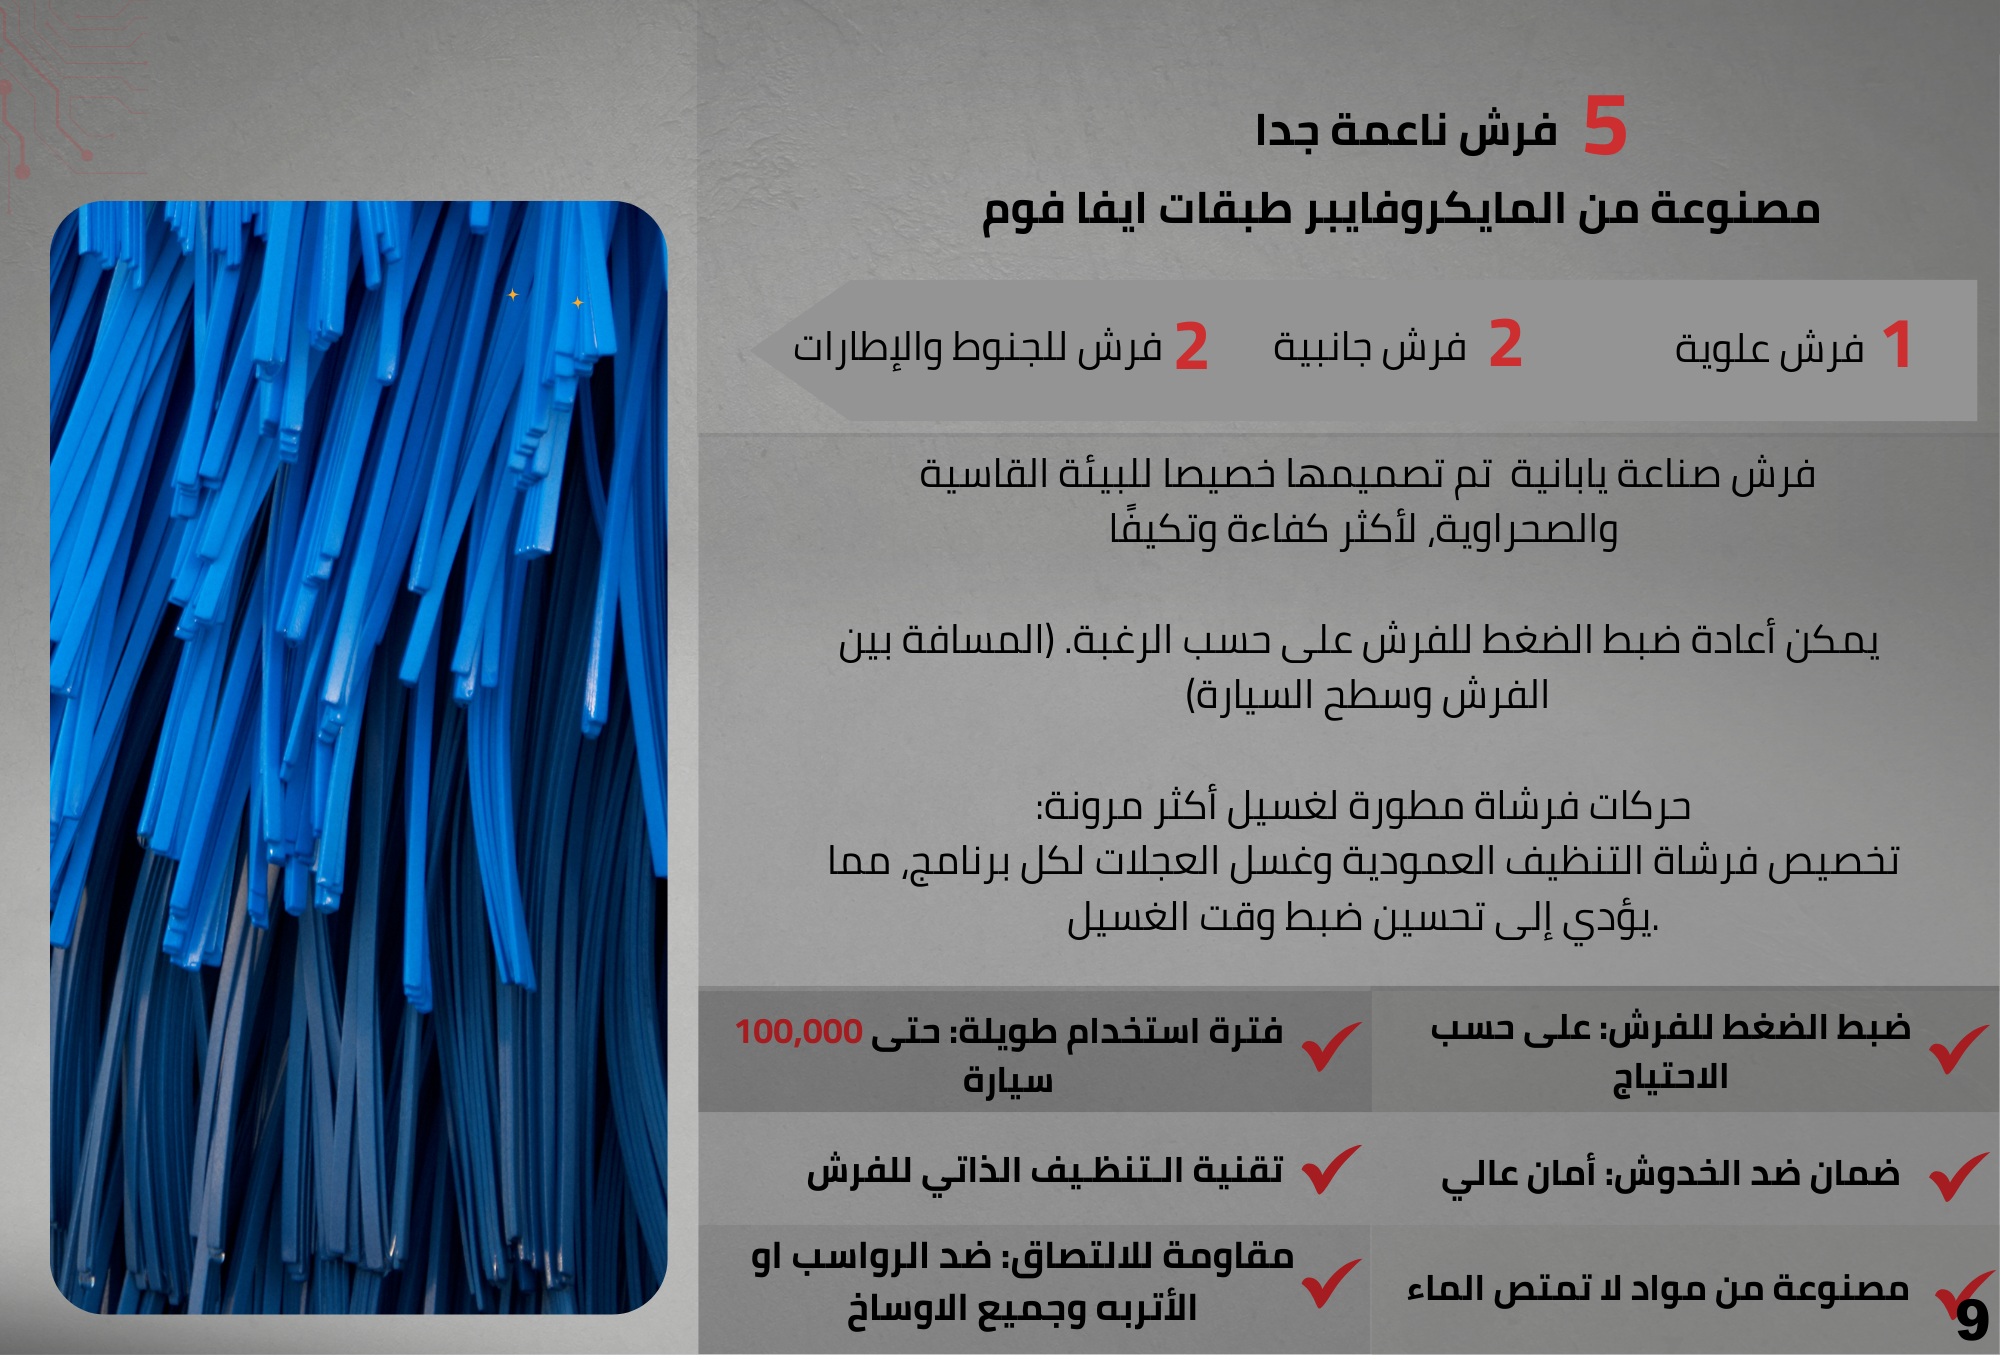 5 فرش ناعمة جدا
مصنوعة من المايكروفايبر طبقات ايفا فوم
1 فرش علوية
2 فرش جانبية
2 فرش للجنوط والإطارات
فرش صناعة يابانية تم تصميمها خصيصا للبيئة القاسية
والصحراوية، لأكثر كفاءة وتكيفًا
يمكن أعادة ضبط الضغط للفرش على حسب الرغبة. (المسافة بين
الفرش وسطح السيارة)
حركات فرشاة مطورة لغسيل أكثر مرونة:
تخصيص فرشاة التنظيف العمودية وغسل العجلات لكل برنامج، مما
.يؤدي إلى تحسين ضبط وقت الغسيل
ضبط الضغط للفرش: على حسب
الاحتياج
فترة استخدام طويلة: حتى 100,000
سيارة
ضمان ضد الخدوش: أمان عالي
تقنية الـتنظـيف الذاتي للفرش
مصنوعة من مواد لا تمتص الماء
مقاومة للالتصاق: ضد الرواسب او
الأتربه وجميع الاوساخ
9